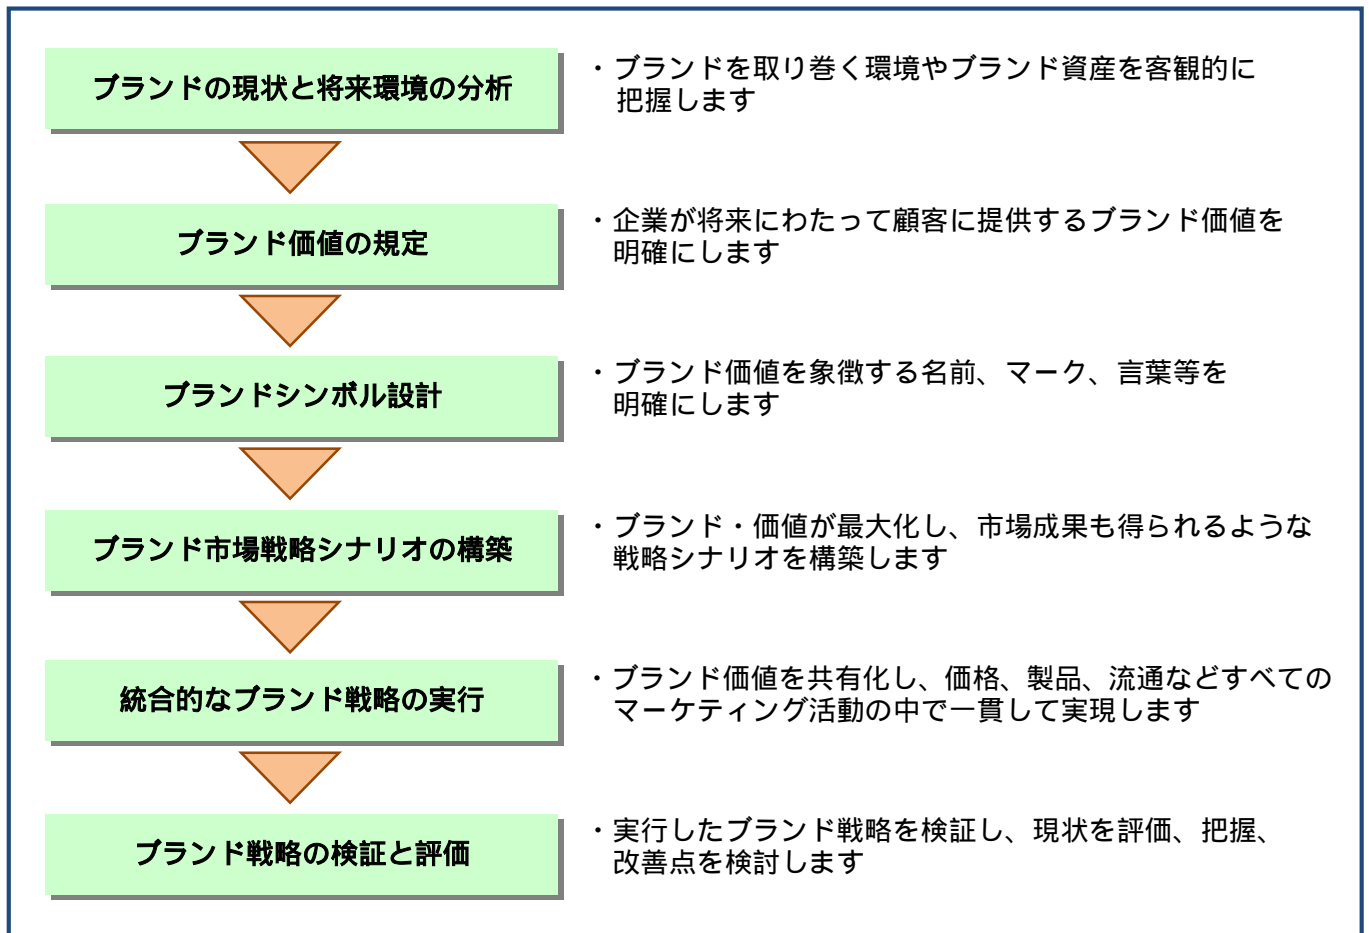 ブランドの現状と将来環境の分析
・ブランドを取り巻く環境やブランド資産を客観的に
把握します
ブランド価値の規定
・企業が将来にわたって顧客に提供するブランド価値を
明確にします
ブランドシンボル設計
・ブランド価値を象徴する名前、マーク、言葉等を
明確にします
ブランド市場戦略シナリオの構築
・ブランド・価値が最大化し、市場成果も得られるような
戦略シナリオを構築します
統合的なブランド戦略の実行
・ブランド価値を共有化し、価格、製品、流通などすべての
マーケティング活動の中で一貫して実現します
ブランド戦略の検証と評価
・実行したブランド戦略を検証し、現状を評価、把握、
改善点を検討します